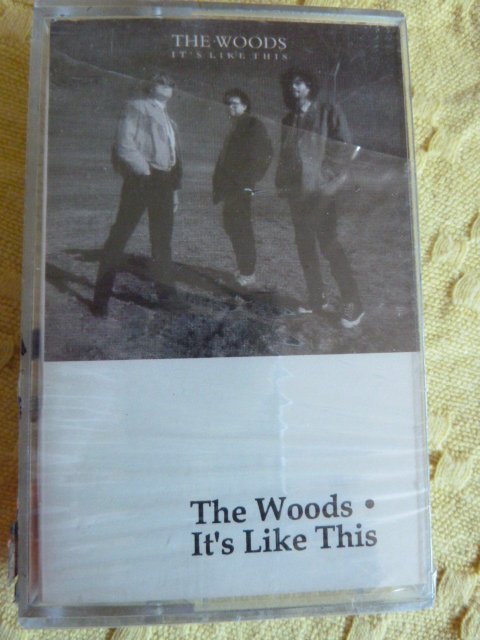 THE WOODS
IT'S LIKE THIS
The Woods •
It's Like This